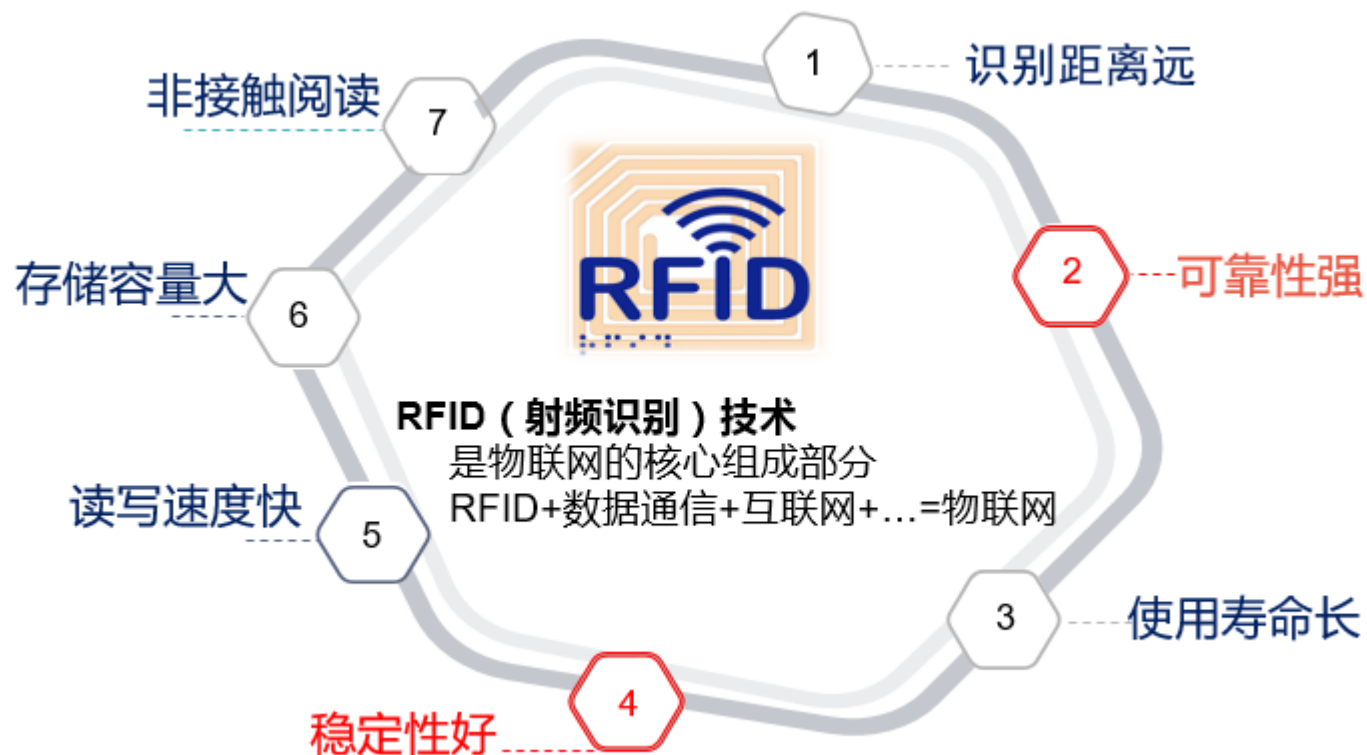 1
识别距离远
非接触阅读
7
2
可靠性强
存储容量大
6
RFID
RFID（射频识别）技术
是物联网的核心组成部分
RFID+数据通信+互联网+...=物联网
读写速度快
5
3
使用寿命长
4
稳定性好